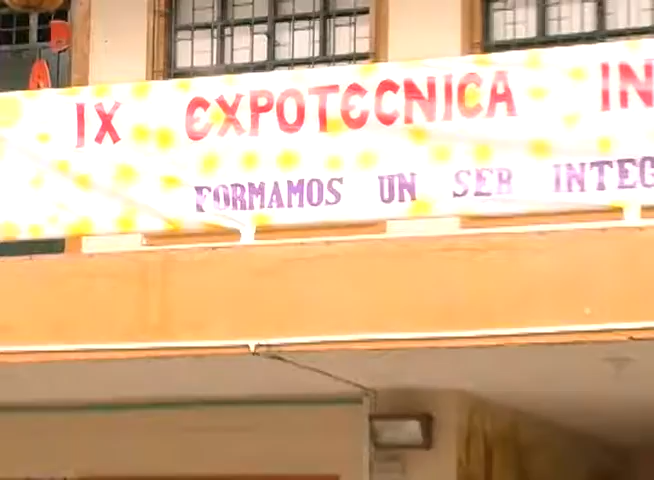 IX EXPOTECNICA IN
FORMAMOS UN SER INTEG